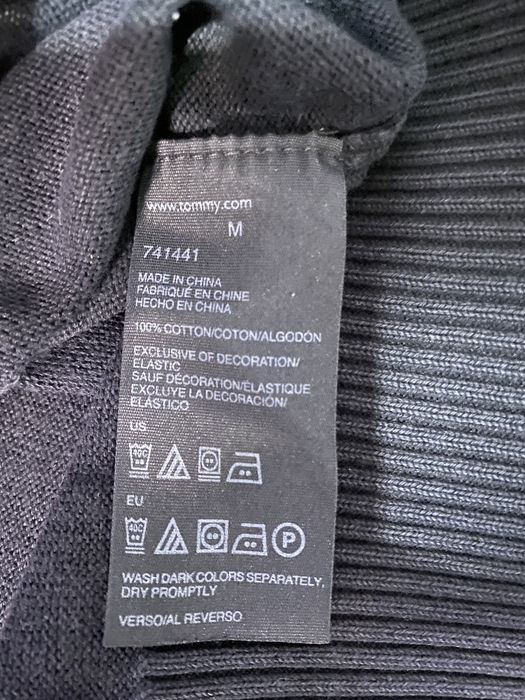 www.tommy.com
M
741441
MADE IN CHINA
FABRIQUÉ EN CHINE
HECHO EN CHINA
100% COTTON/COTON/ALGODÓN
EXCLUSIVE OF DECORATION/
ELASTIC
SAUF DÉCORATION/ÉLASTIQUE
EXCLUYE LA DECORACIÓN/
ELÁSTICO
US
40C
EU
40C
P
WASH DARK COLORS SEPARATELY.
DRY PROMPTLY
VERSO/AL REVERSO